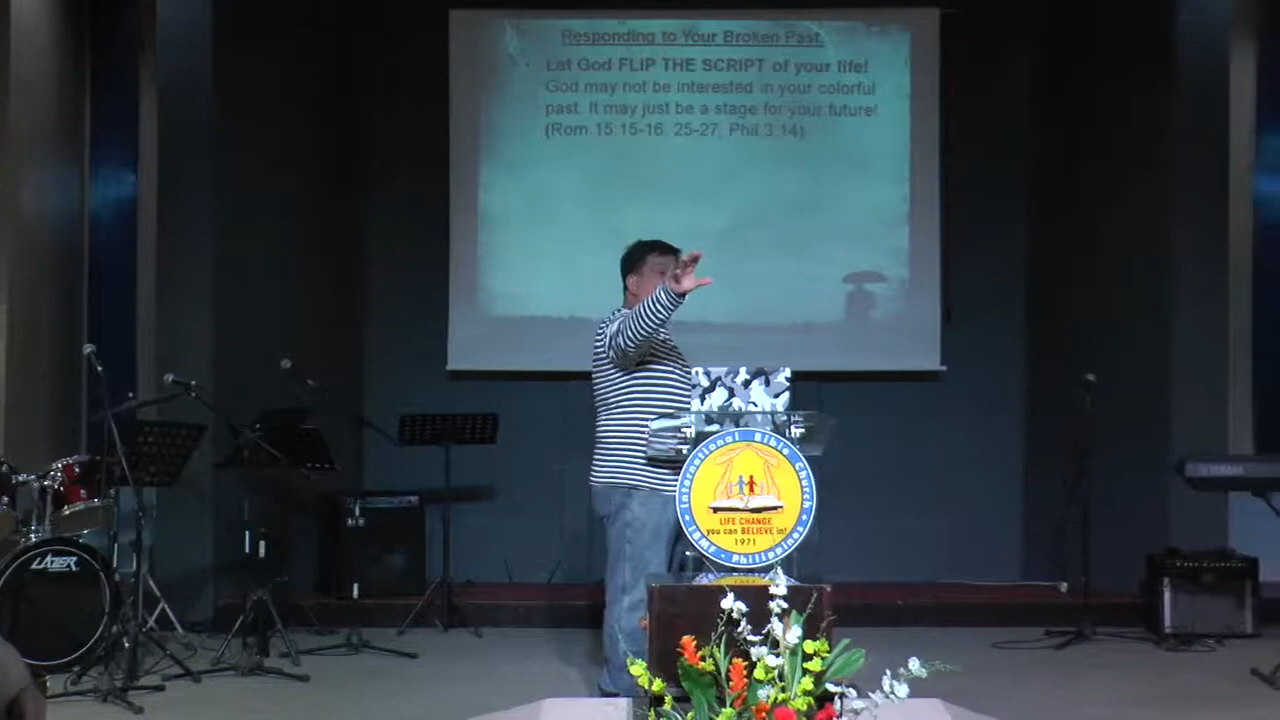 Responding to Your Broken Past.
Let God FLIP THE SCRIPT of your life!
God may not be interested in your colorful
past. It may just be a stage for your future!
(Rom 15:15-16, 25-27, Phil 3:14)
International Bible Church
LIFE CHANGE
you can BELIEVE in!
1971
IBMF • Philippines
LAZER
YAMAHA